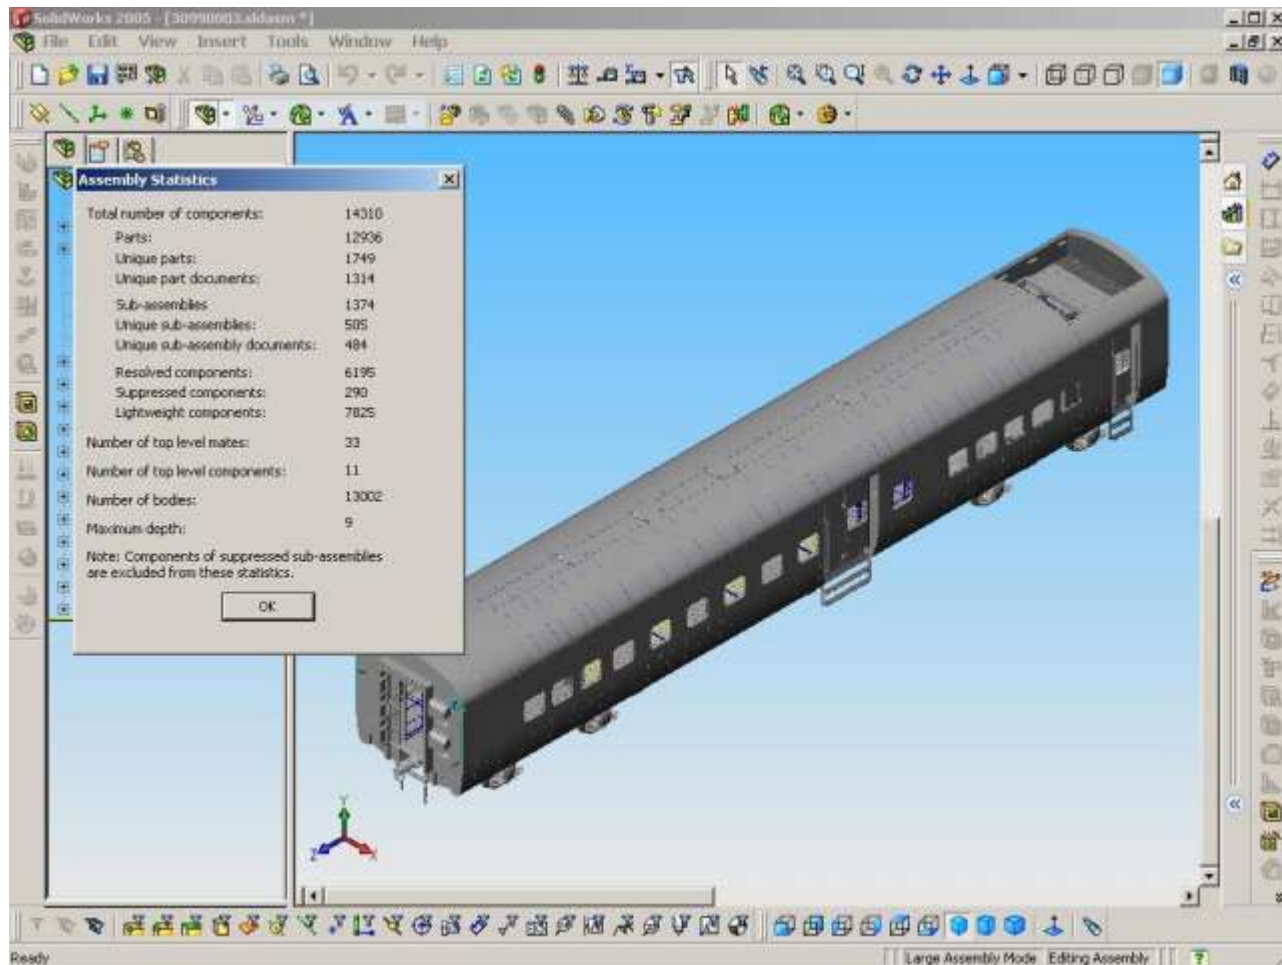 SolidWorks 2005 - [30990003.sldasm *]
File Edit View Insert Tools Window Help
Assembly Statistics
Total number of components: 14310
Parts: 12936
Unique parts: 1749
Unique part documents: 1314
Sub-assemblies 1374
Unique sub-assemblies: 505
Unique sub-assembly documents: 484
Resolved components: 6195
Suppressed components: 290
Lightweight components: 7825
Number of top level mates: 33
Number of top level components: 11
Number of bodies: 13002
Maximum depth: 9
Note: Components of suppressed sub-assemblies
are excluded from these statistics.
OK
Y
Z
X
Ready Large Assembly Mode Editing Assembly